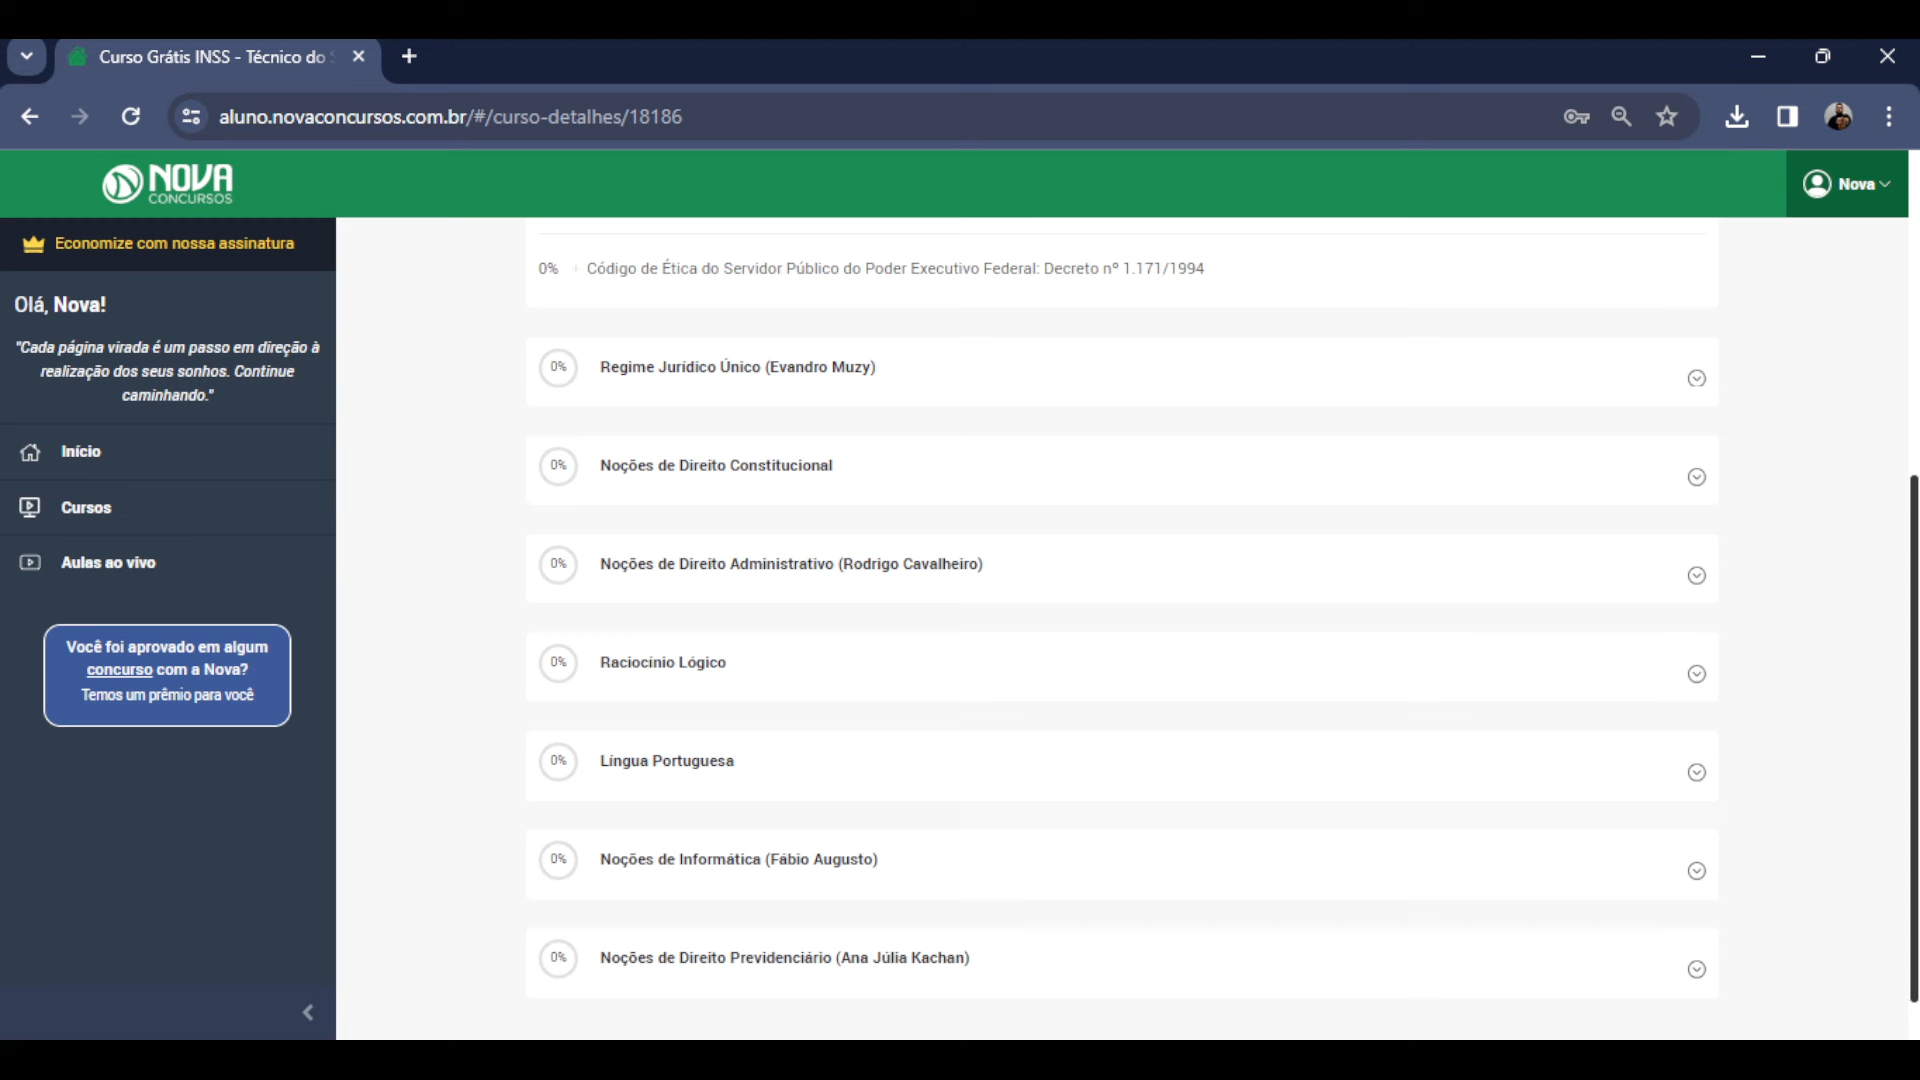 Curso Grátis INSS - Técnico do
aluno.novaconcursos.com.br/#/curso-detalhes/18186
NOVA
CONCURSOS
Nova
Economize com nossa assinatura
Olá, Nova!
"Cada página virada é um passo em direção à
realização dos seus sonhos. Continue
caminhando."
Início
Cursos
Aulas ao vivo
Você foi aprovado em algum
concurso com a Nova?
Temos um prêmio para você
0% + Código de Ética do Servidor Público do Poder Executivo Federal: Decreto nº 1.171/1994
0% Regime Jurídico Único (Evandro Muzy)
0% Noções de Direito Constitucional
0% Noções de Direito Administrativo (Rodrigo Cavalheiro)
0% Raciocínio Lógico
0% Língua Portuguesa
0% Noções de Informática (Fábio Augusto)
0% Noções de Direito Previdenciário (Ana Júlia Kachan)